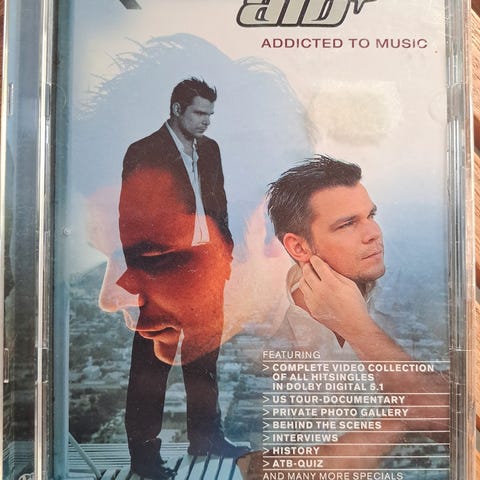 atb
ADDICTED TO MUSIC
FEATURING
> COMPLETE VIDEO COLLECTION
OF ALL HITSINGLES
IN DOLBY DIGITAL 5.1
> US TOUR-DOCUMENTARY
> PRIVATE PHOTO GALLERY
> BEHIND THE SCENES
> INTERVIEWS
> HISTORY
> ATB-QUIZ
AND MANY MORE SPECIALS